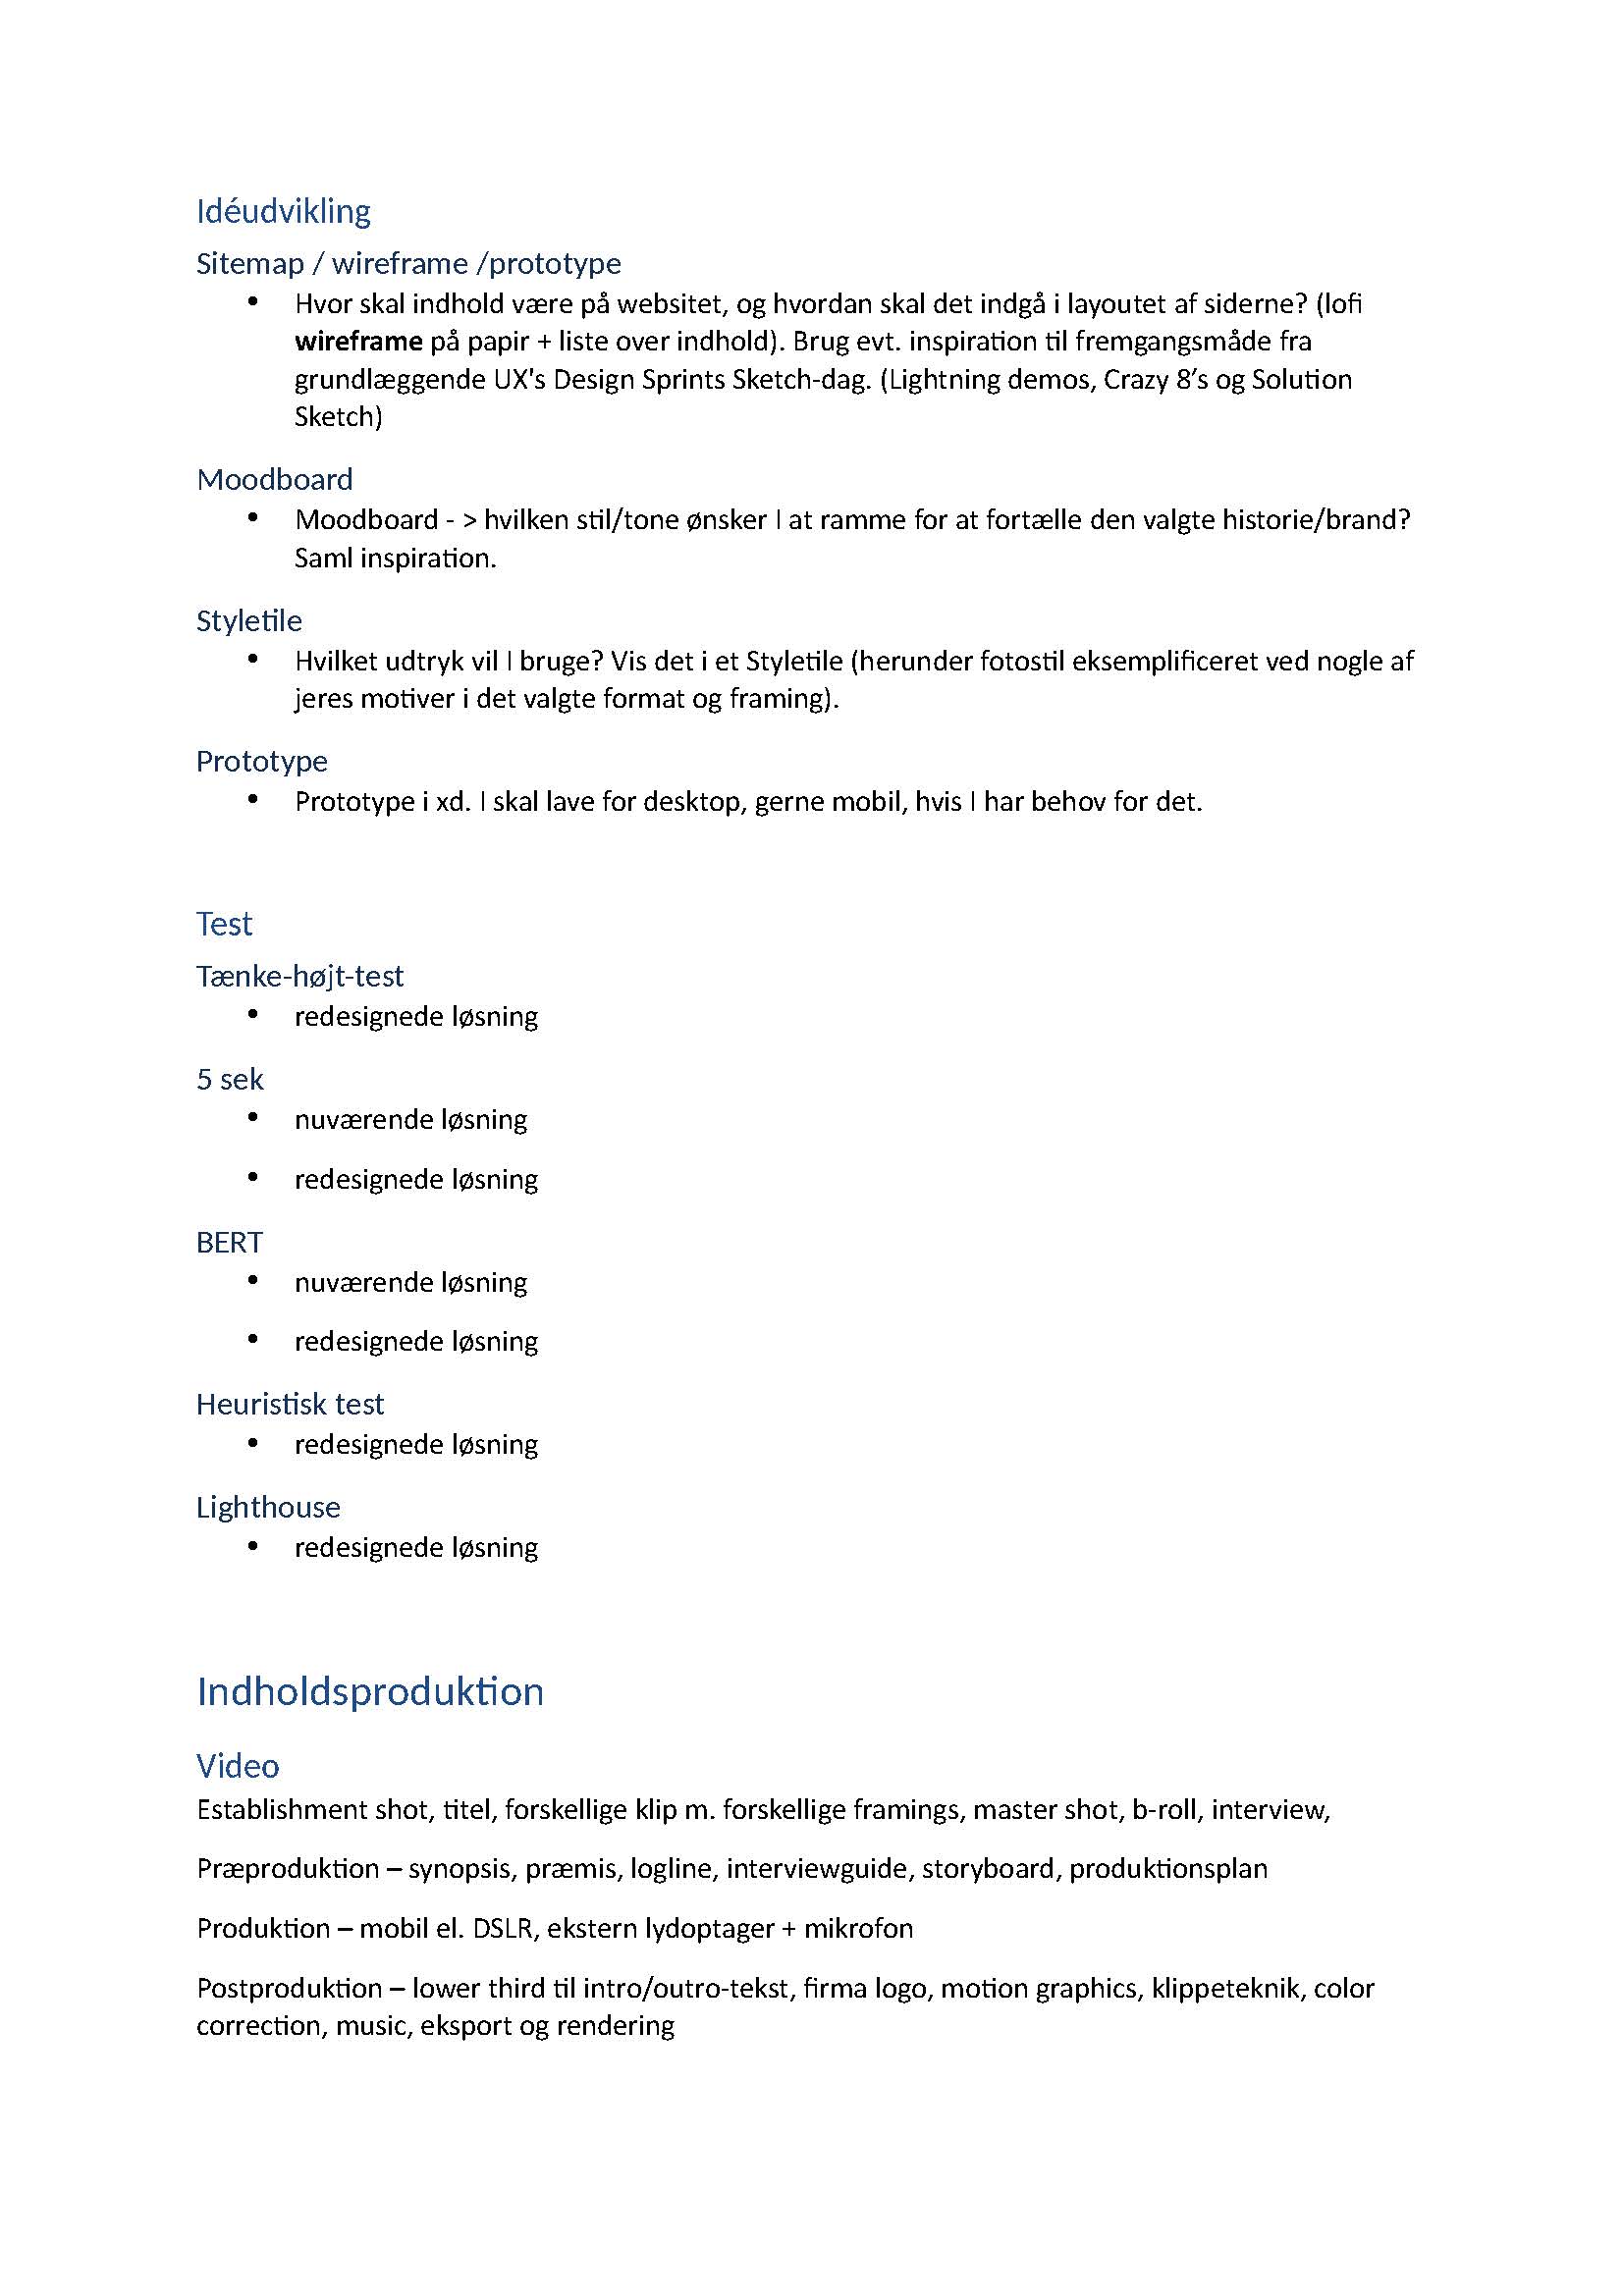 Idéudvikling
Sitemap / wireframe /prototype
• Hvor skal indhold være på websitet, og hvordan skal det indgå i layoutet af siderne? (lofi
wireframe på papir + liste over indhold). Brug evt. inspiration til fremgangsmåde fra
grundlæggende UX's Design Sprints Sketch-dag. (Lightning demos, Crazy 8's og Solution
Sketch)
Moodboard
• Moodboard - > hvilken stil/tone ønsker I at ramme for at fortælle den valgte historie/brand?
Saml inspiration.
Styletile
• Hvilket udtryk vil I bruge? Vis det i et Styletile (herunder fotostil eksemplificeret ved nogle af
jeres motiver i det valgte format og framing).
Prototype
• Prototype i xd. I skal lave for desktop, gerne mobil, hvis I har behov for det.
Test
Tænke-højt-test
• redesignede løsning
5 sek
• nuværende løsning
• redesignede løsning
BERT
• nuværende løsning
• redesignede løsning
Heuristisk test
• redesignede løsning
Lighthouse
• redesignede løsning
Indholdsproduktion
Video
Establishment shot, titel, forskellige klip m. forskellige framings, master shot, b-roll, interview,
Præproduktion – synopsis, præmis, logline, interviewguide, storyboard, produktionsplan
Produktion – mobil el. DSLR, ekstern lydoptager + mikrofon
Postproduktion – lower third til intro/outro-tekst, firma logo, motion graphics, klippeteknik, color
correction, music, eksport og rendering